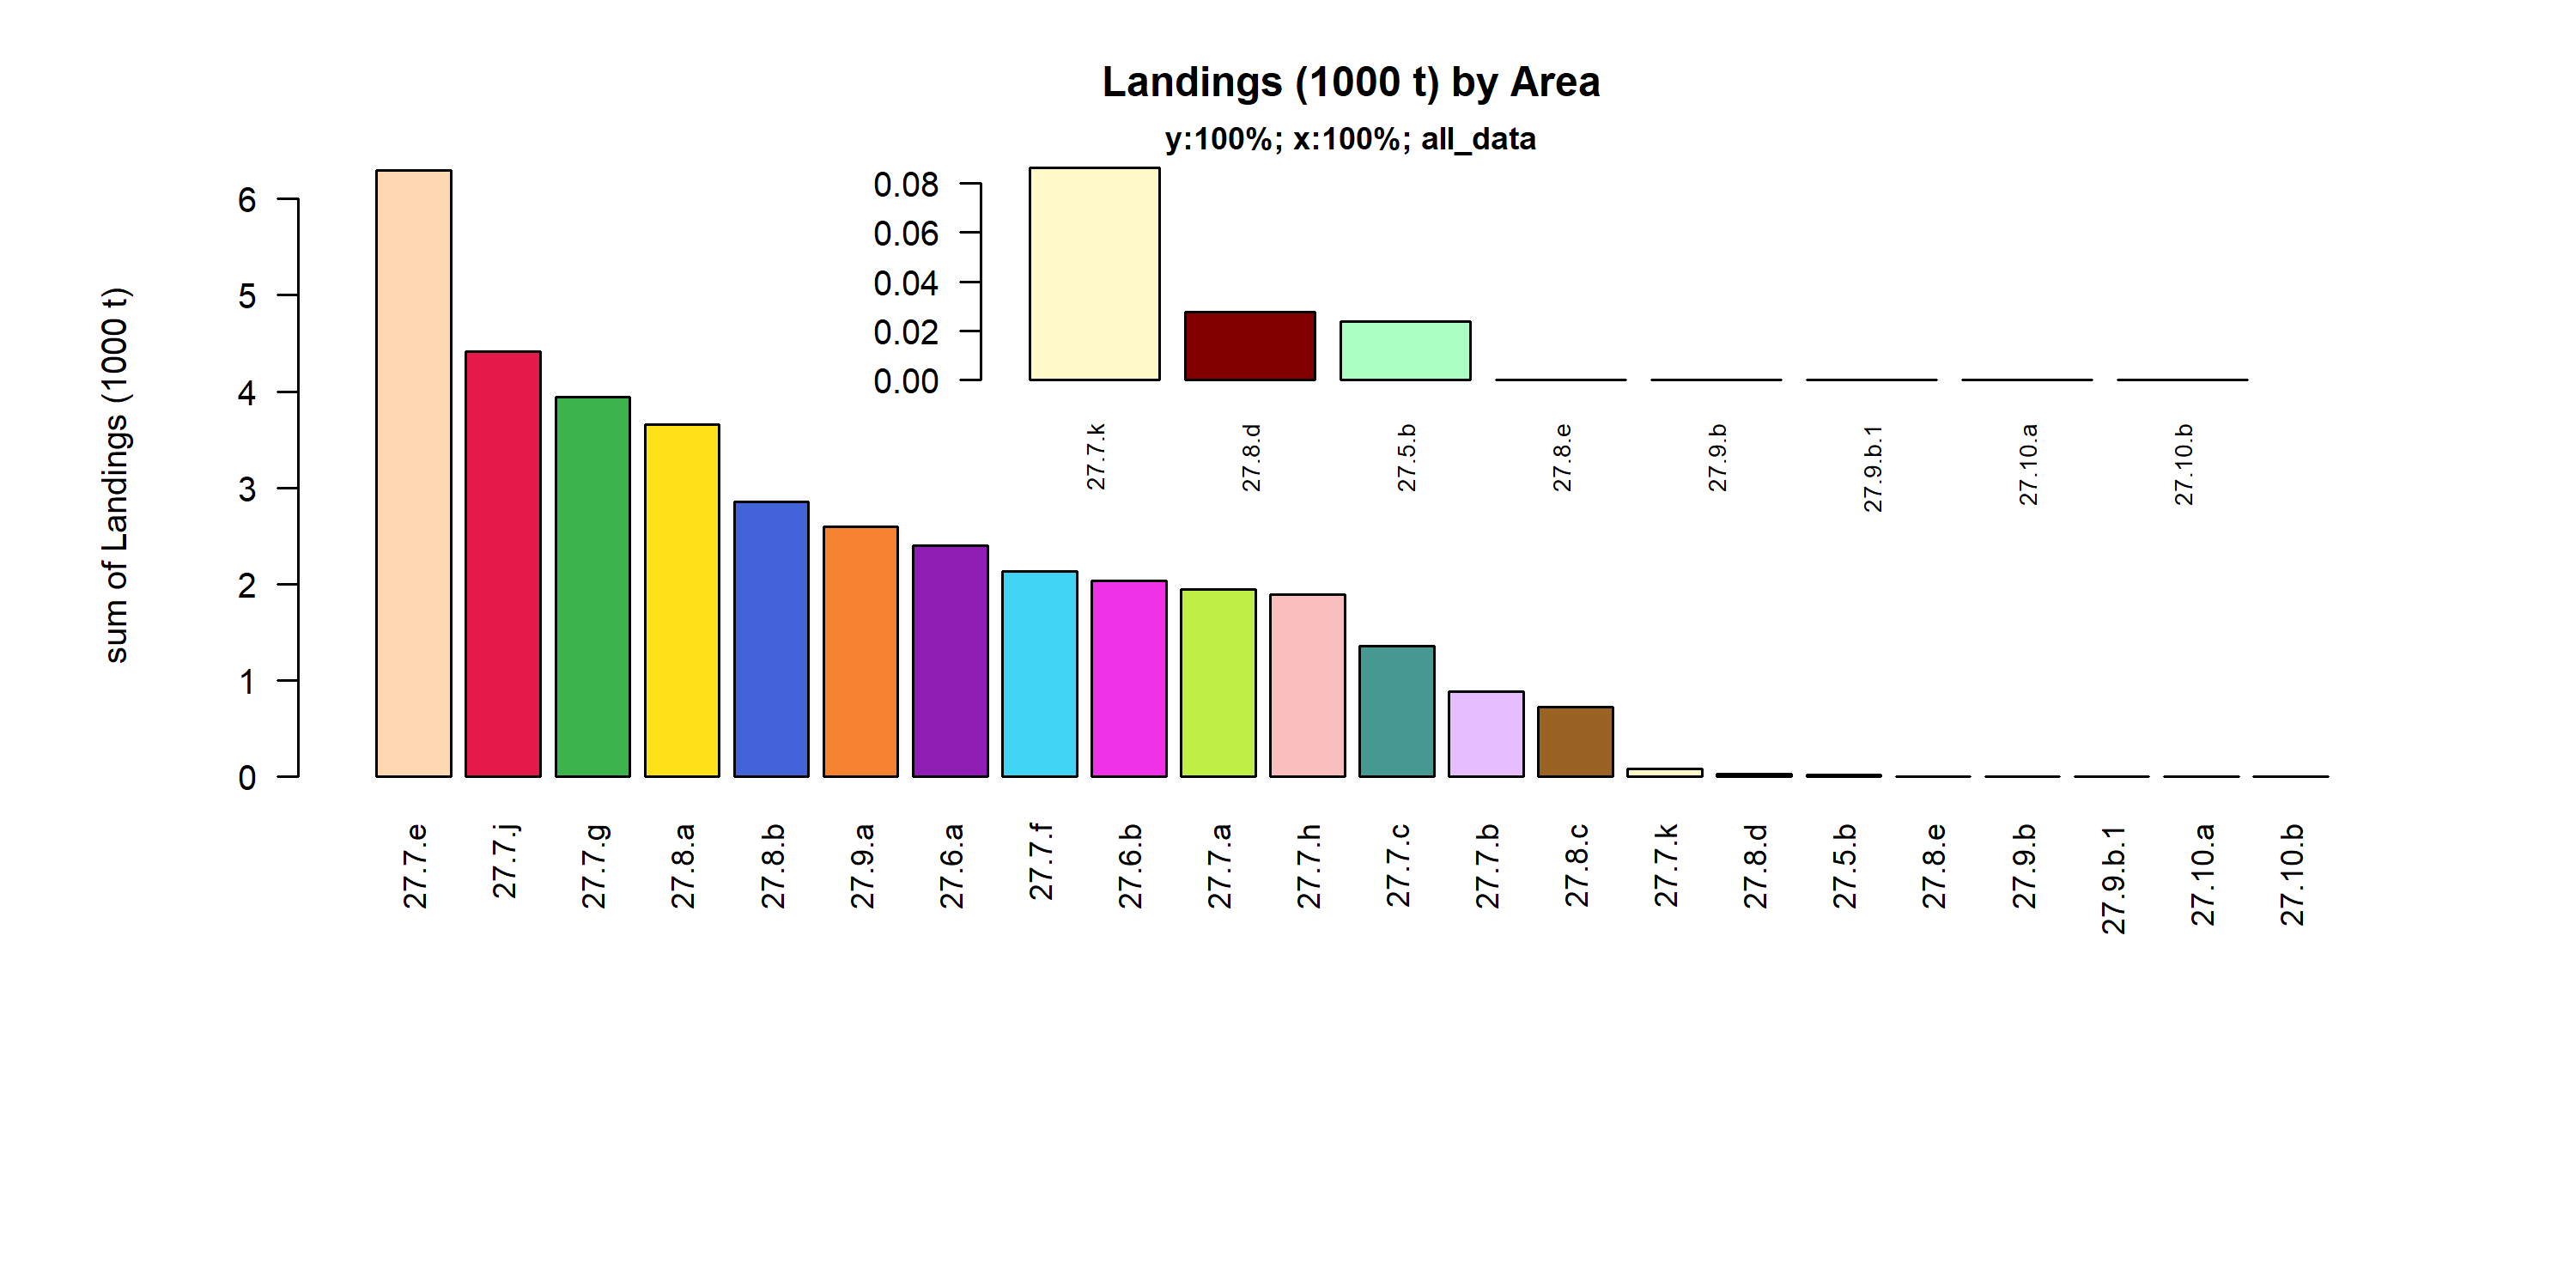 Landings (1000 t) by Area
y:100%; x:100%; all_data
sum of Landings (1000 t)
6
5
4
3
2
1
0
0.08
0.06
0.04
0.02
0.00
27.7.k
27.8.d
27.5.b
27.8.e
27.9.b
27.9.b.1
27.10.a
27.10.b
27.7.e
27.7.j
27.7.g
27.8.a
27.8.b
27.9.a
27.6.a
27.7.f
27.6.b
27.7.a
27.7.h
27.7.c
27.7.b
27.8.c
27.7.k
27.8.d
27.5.b
27.8.e
27.9.b
27.9.b.1
27.10.a
27.10.b